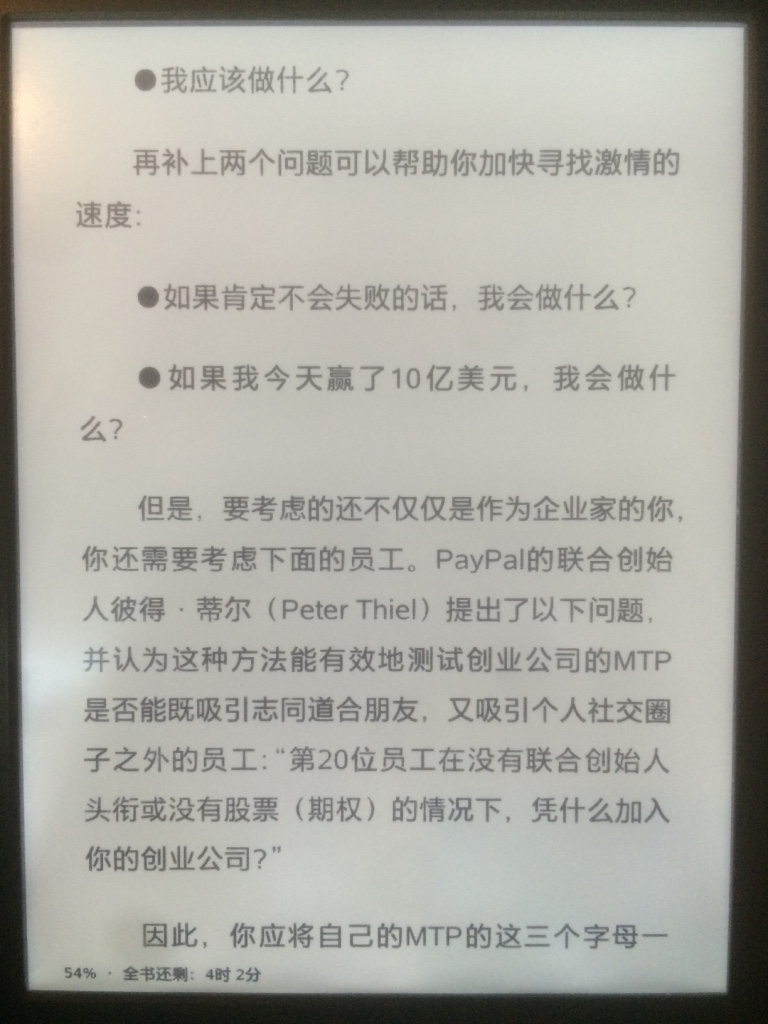 ●我应该做什么？
再补上两个问题可以帮助你加快寻找激情的
速度：
●如果肯定不会失败的话，我会做什么？
●如果我今天赢了10亿美元，我会做什
么？
但是，要考虑的还不仅仅是作为企业家的你，
你还需要考虑下面的员工。PayPal的联合创始
人彼得·蒂尔（Peter Thiel）提出了以下问题，
并认为这种方法能有效地测试创业公司的MTP
是否能既吸引志同道合朋友，又吸引个人社交圈
子之外的员工：“第20位员工在没有联合创始人
头衔或没有股票（期权）的情况下，凭什么加入
你的创业公司？”
因此，你应将自己的MTP的这三个字母一
54% · 全书还剩：4时 2分